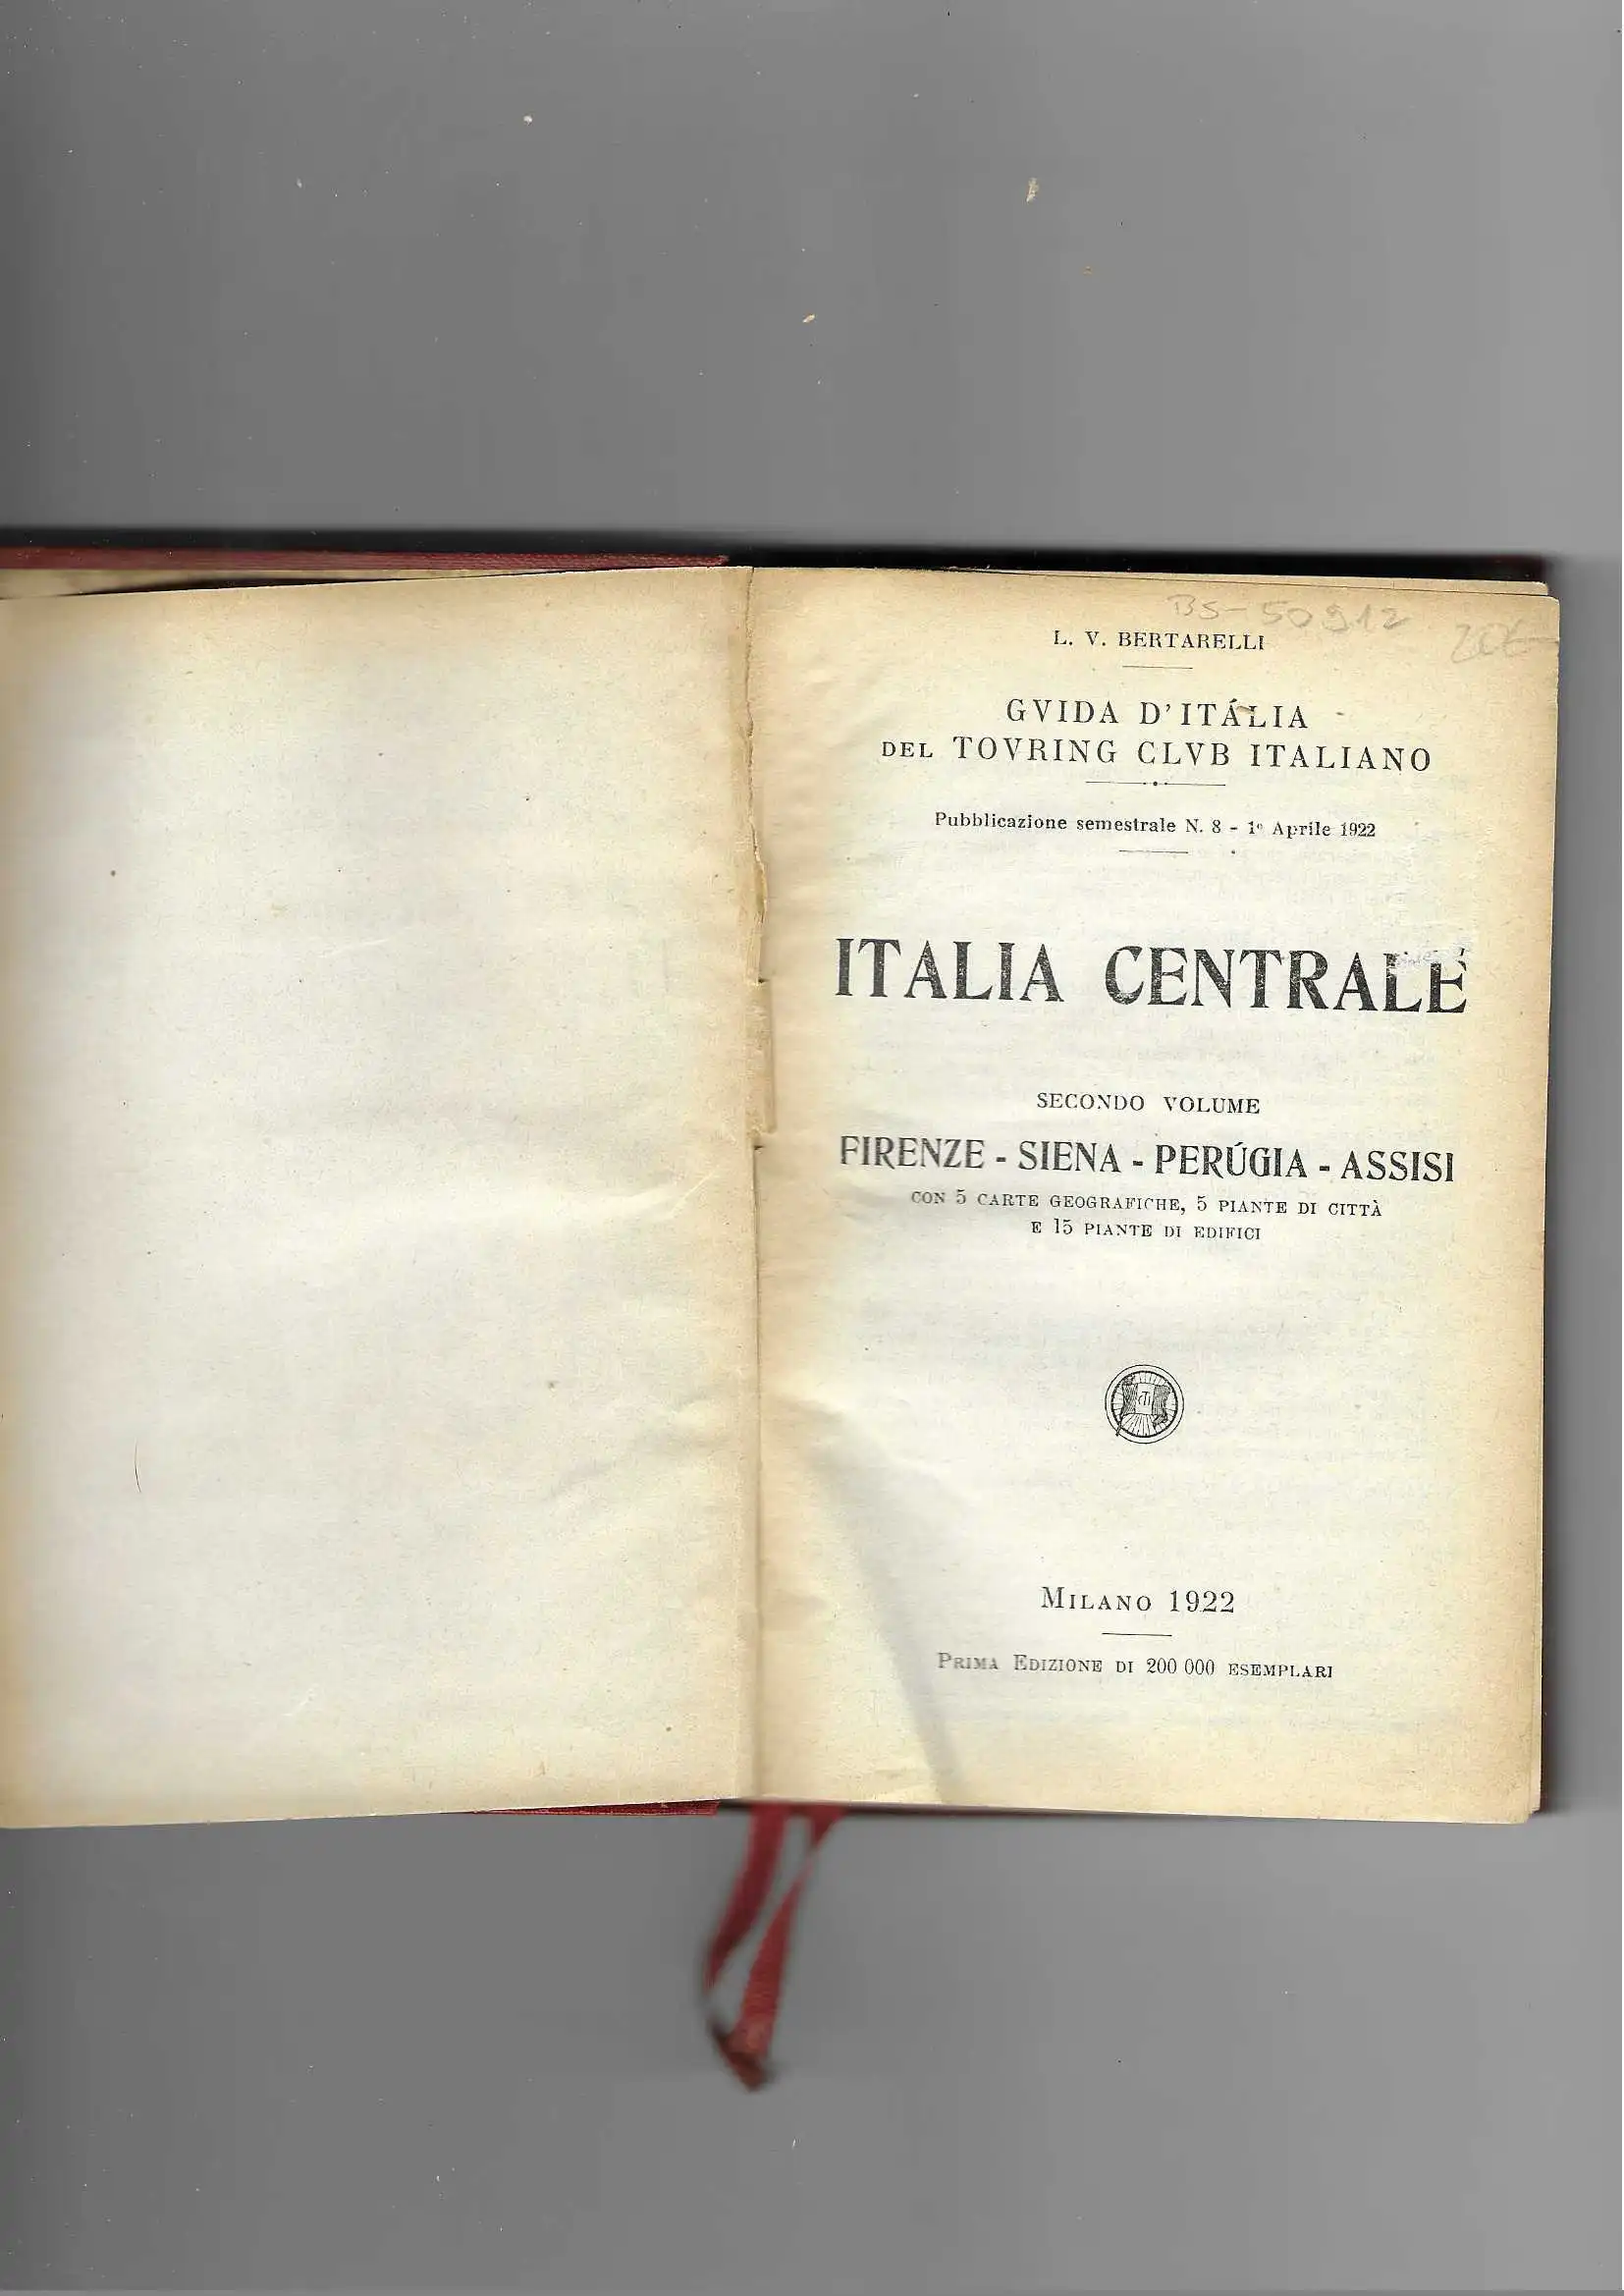 BS-50912
20€
L. V. BERTARELLI
GVIDA D'ITÁLIA
DEL TOVRING CLVB ITALIANO
Pubblicazione semestrale N. 8 - 1º Aprile 1922
ITALIA CENTRALE
SECONDO VOLUME
FIRENZE - SIENA - PERÚGIA - ASSISI
CON 5 CARTE GEOGRAFICHE, 5 PIANTE DI CITTÀ
E 15 PIANTE DI EDIFICI
MILANO 1922
PRIMA EDIZIONE DI 200 000 ESEMPLARI